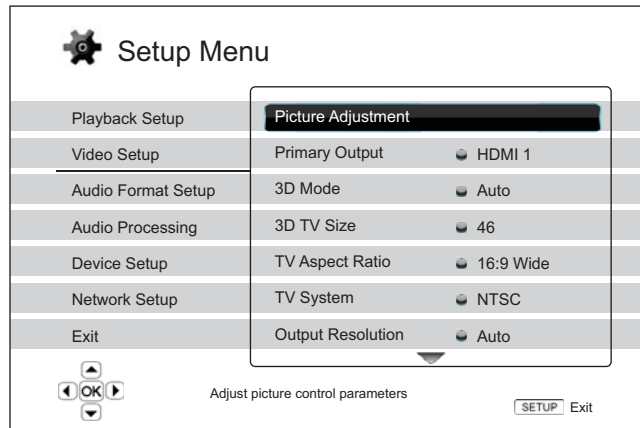 Setup Menu
Playback Setup
Picture Adjustment
Video Setup
Primary Output HDMI 1
Audio Format Setup
3D Mode Auto
Audio Processing
3D TV Size 46
Device Setup
TV Aspect Ratio 16:9 Wide
Network Setup
TV System NTSC
Exit
Output Resolution Auto
OK
Adjust picture control parameters
SETUP Exit